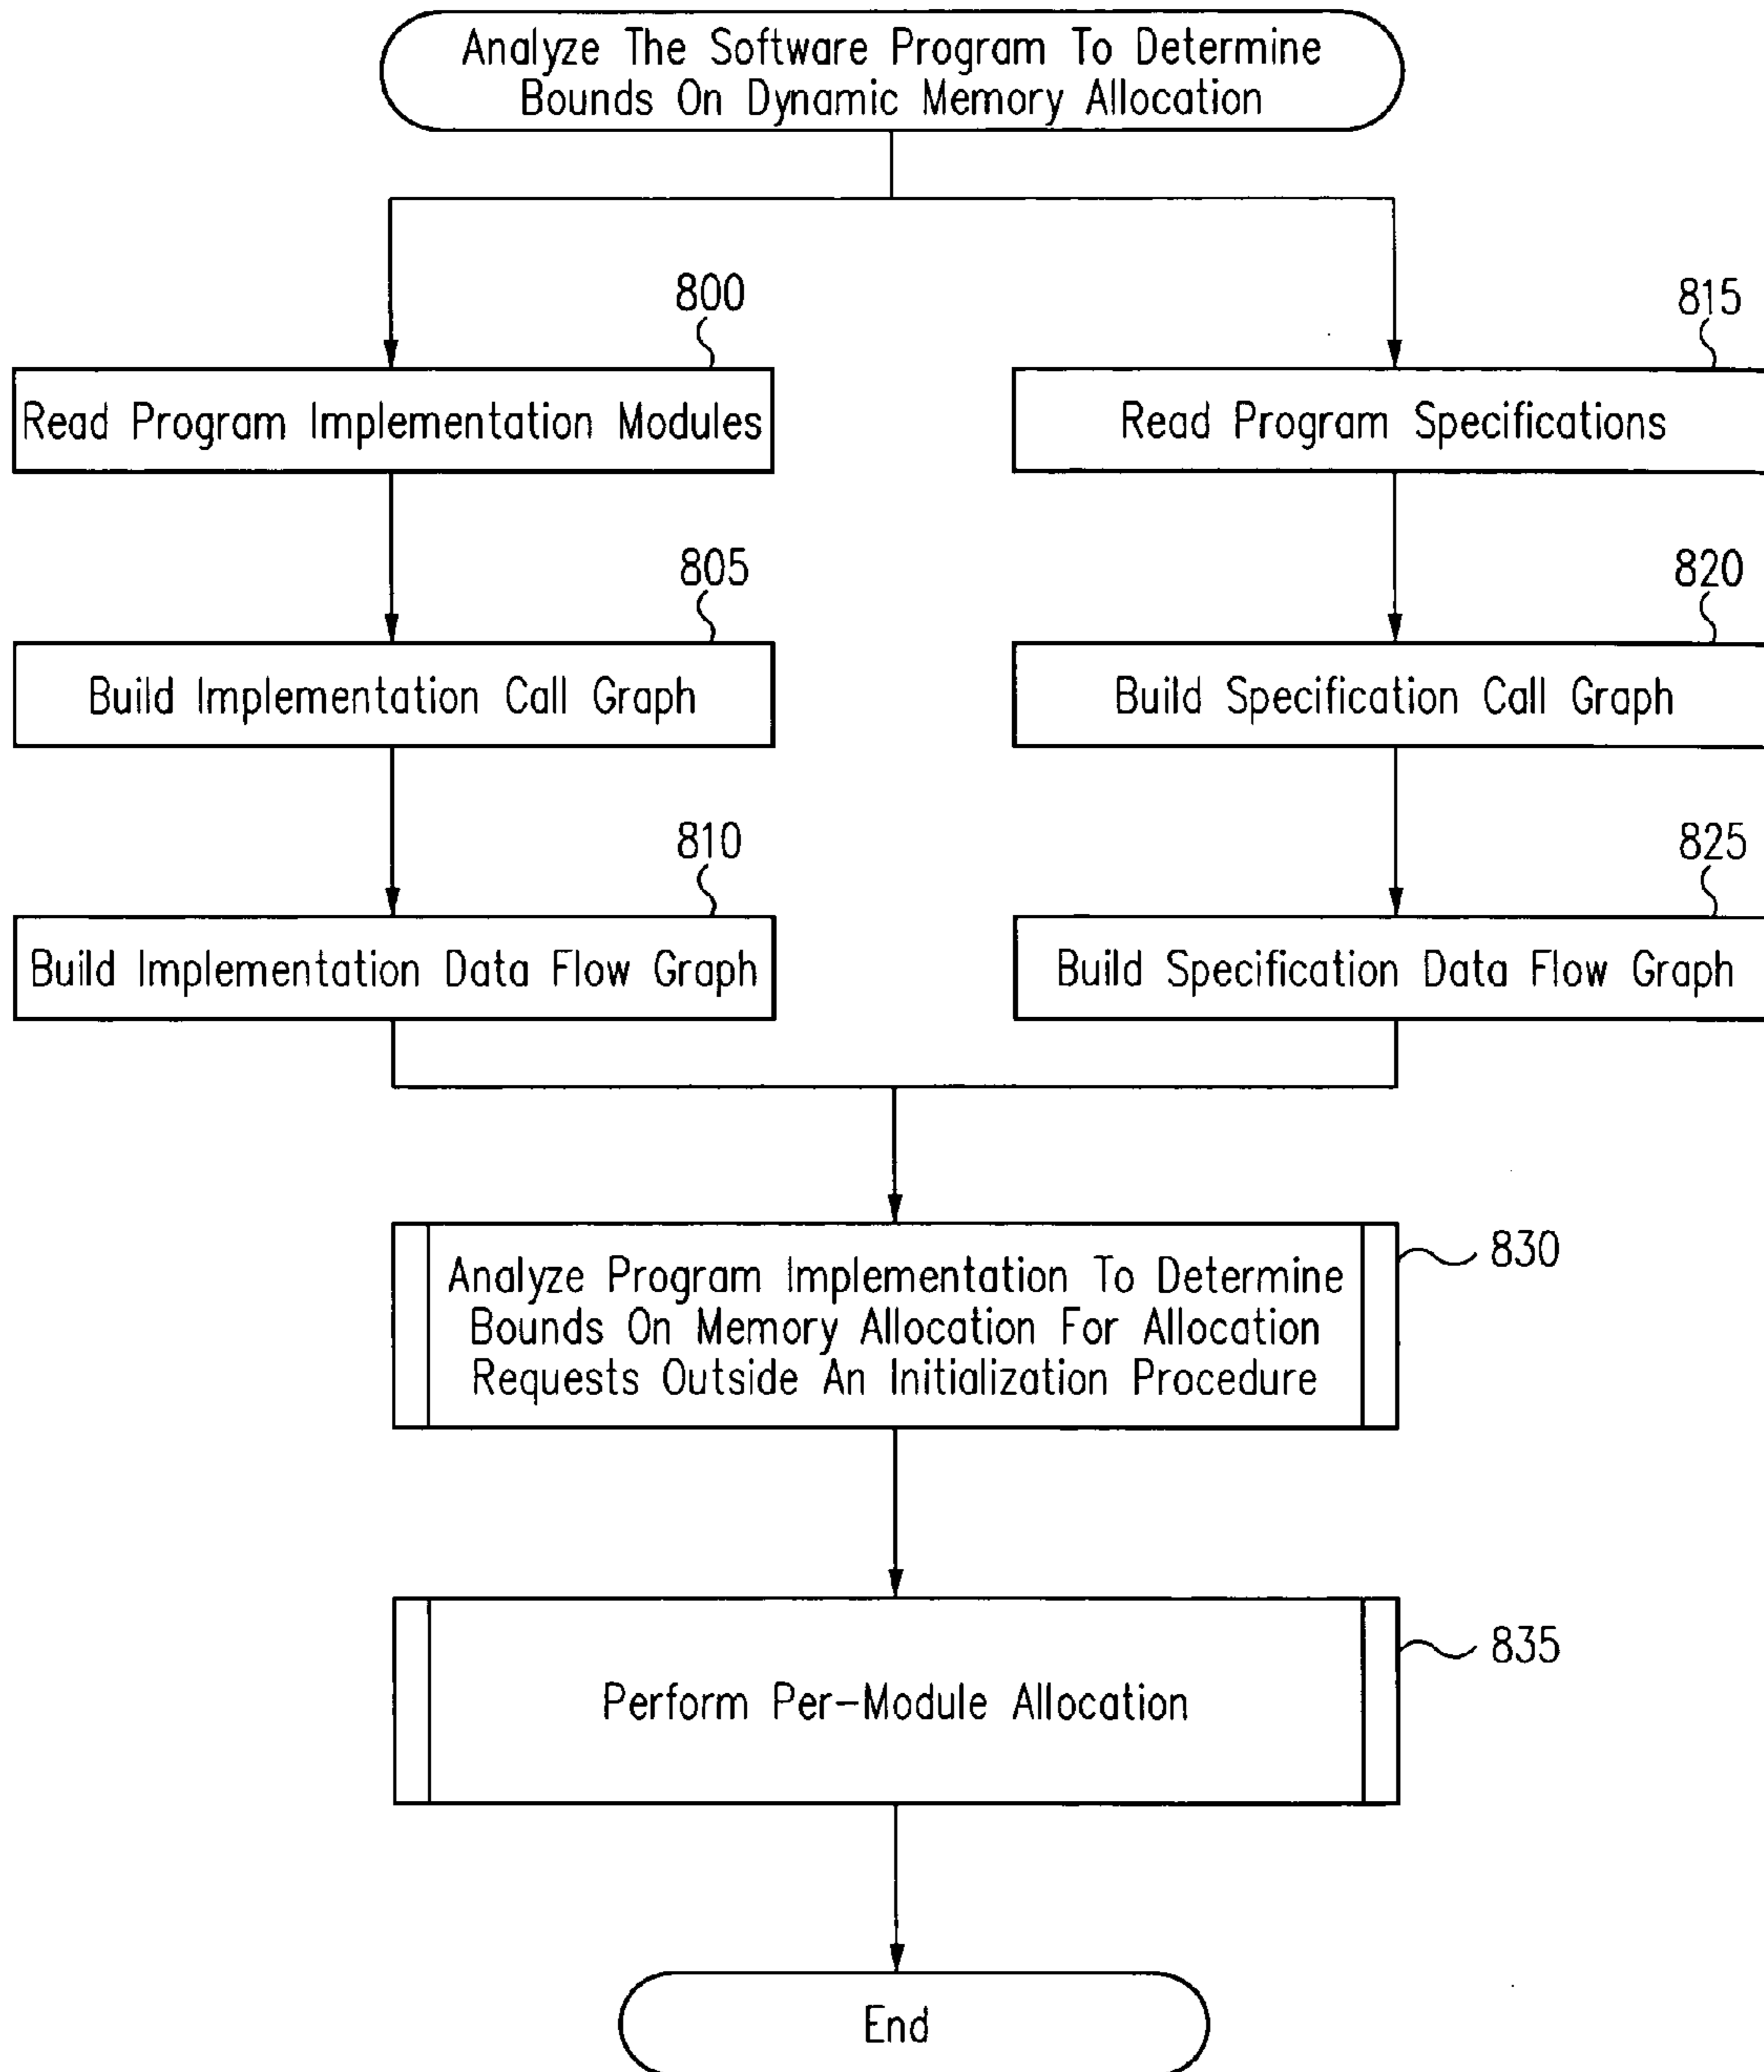 Analyze The Software Program To Determine
Bounds On Dynamic Memory Allocation
800
Read Program Implementation Modules
815
Read Program Specifications
805
Build Implementation Call Graph
820
Build Specification Call Graph
810
Build Implementation Data Flow Graph
825
Build Specification Data Flow Graph
830
Analyze Program Implementation To Determine
Bounds On Memory Allocation For Allocation
Requests Outside An Initialization Procedure
835
Perform Per-Module Allocation
End